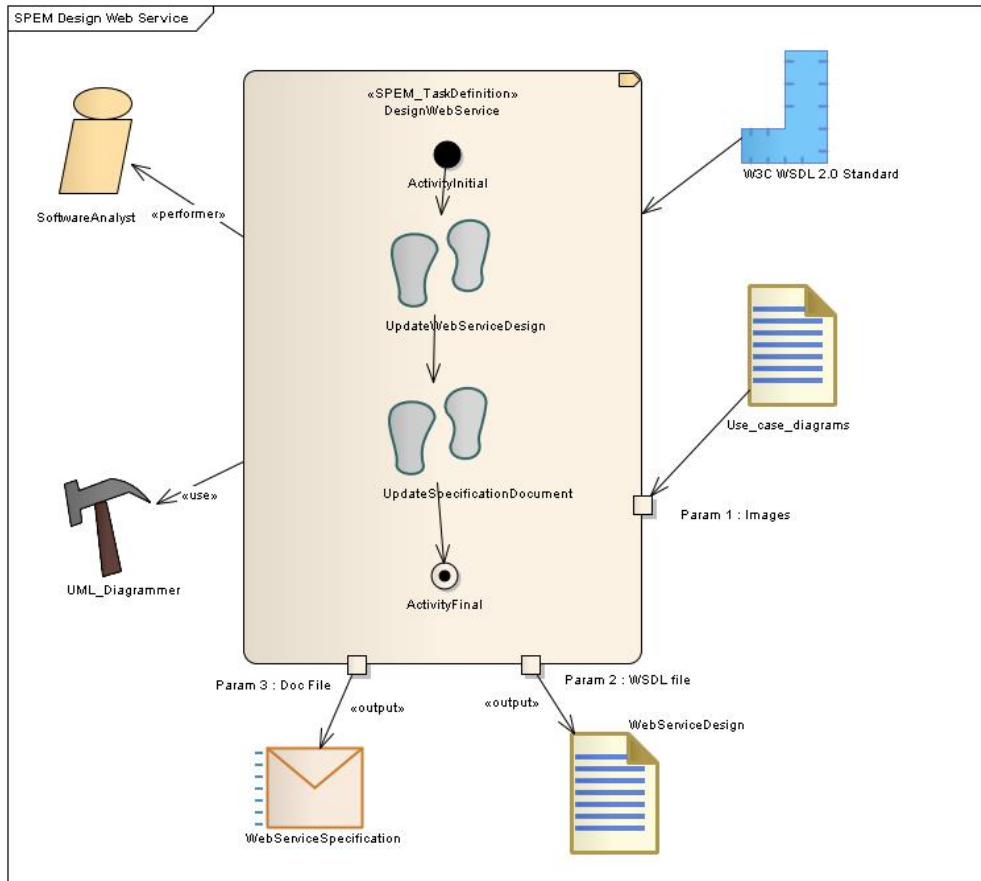 SPEM Design Web Service
«SPEM_TaskDefinition»
DesignWebService
ActivityInitial
W3C WSDL 2.0 Standard
SoftwareAnalyst
«performer»
UpdateWebServiceDesign
Use_case_diagrams
UpdateSpecificationDocument
«use»
Param 1 : Images
UML_Diagrammer
ActivityFinal
Param 3 : Doc File
Param 2 : WSDL file
«output»
«output»
WebServiceDesign
WebServiceSpecification